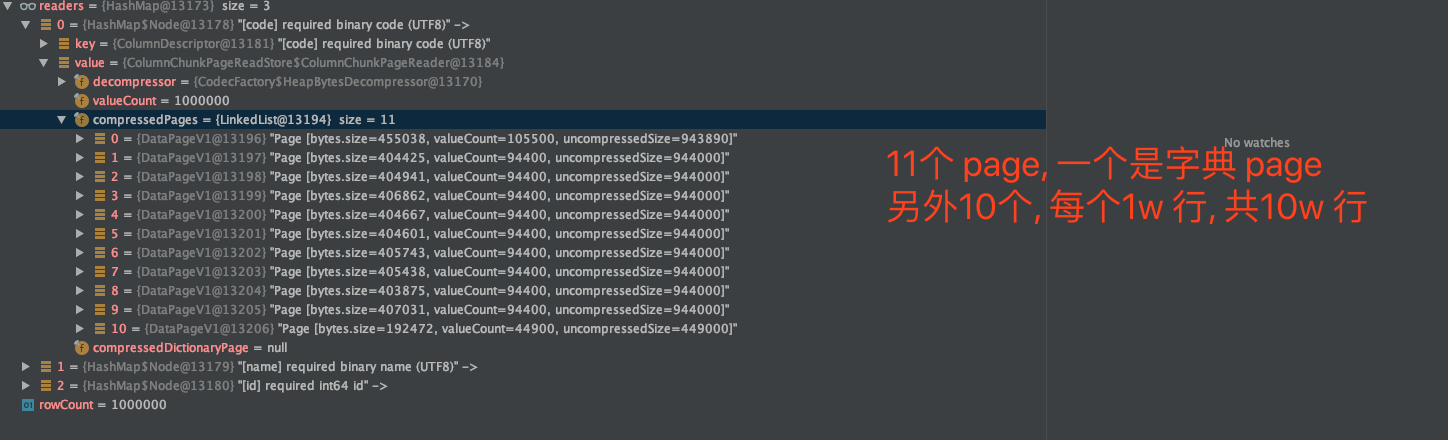 readers = {HashMap@13173} size = 3
0 = {HashMap$Node@13178} "[code] required binary code (UTF8)" ->
key = {ColumnDescriptor@13181} "[code] required binary code (UTF8)"
value = {ColumnChunkPageReadStore$ColumnChunkPageReader@13184}
decompressor = {CodecFactory$HeapBytesDecompressor@13170}
valueCount = 1000000
compressedPages = {LinkedList@13194} size = 11
0 = {DataPageV1@13196} "Page [bytes.size=455038, valueCount=105500, uncompressedSize=943890]"
No watches
1 = {DataPageV1@13197} "Page [bytes.size=404425, valueCount=94400, uncompressedSize=944000]"
11个 page, 一个是字典 page
2 = {DataPageV1@13198} "Page [bytes.size=404941, valueCount=94400, uncompressedSize=944000]"
3 = {DataPageV1@13199} "Page [bytes.size=406862, valueCount=94400, uncompressedSize=944000]"
另外10个, 每个1w 行, 共10w 行
4 = {DataPageV1@13200} "Page [bytes.size=404667, valueCount=94400, uncompressedSize=944000]"
5 = {DataPageV1@13201} "Page [bytes.size=404601, valueCount=94400, uncompressedSize=944000]"
6 = {DataPageV1@13202} "Page [bytes.size=405743, valueCount=94400, uncompressedSize=944000]"
7 = {DataPageV1@13203} "Page [bytes.size=405438, valueCount=94400, uncompressedSize=944000]"
8 = {DataPageV1@13204} "Page [bytes.size=403875, valueCount=94400, uncompressedSize=944000]"
9 = {DataPageV1@13205} "Page [bytes.size=407031, valueCount=94400, uncompressedSize=944000]"
10 = {DataPageV1@13206} "Page [bytes.size=192472, valueCount=44900, uncompressedSize=449000]"
compressedDictionaryPage = null
1 = {HashMap$Node@13179} "[name] required binary name (UTF8)" ->
2 = {HashMap$Node@13180} "[id] required int64 id" ->
rowCount = 1000000